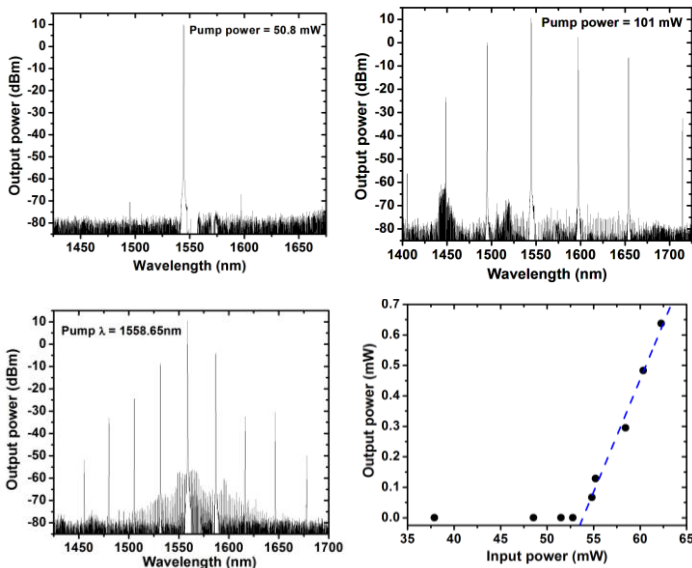 Pump power = 50.8 mW
Output power (dBm)
10
0
-10
-20
-30
-40
-50
-60
-70
-80
1450 1500 1550 1600 1650
Wavelength (nm)
Pump power = 101 mW
Output power (dBm)
10
0
-10
-20
-30
-40
-50
-60
-70
-80
1400 1450 1500 1550 1600 1650 1700
Wavelength (nm)
Pump λ = 1558.65nm
Output power (dBm)
10
0
-10
-20
-30
-40
-50
-60
-70
-80
1450 1500 1550 1600 1650 1700
Wavelength (nm)
Output power (mW)
0.7
0.6
0.5
0.4
0.3
0.2
0.1
0.0
35 40 45 50 55 60 65
Input power (mW)